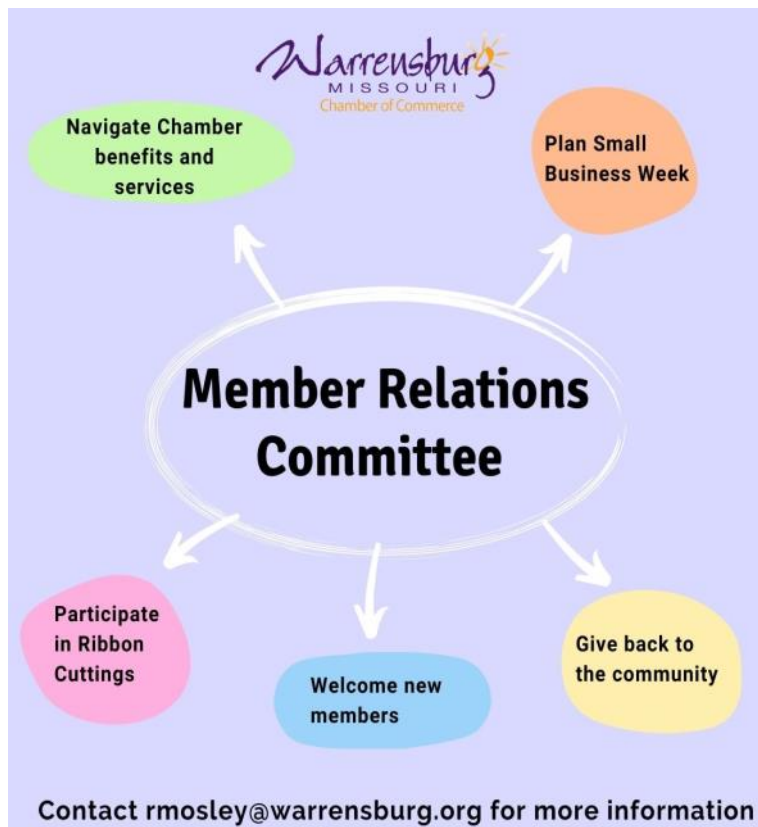 Warrensburg
MISSOURI
Chamber of Commerce
Navigate Chamber
benefits and
services
Plan Small
Business Week
Member Relations
Committee
Participate
in Ribbon
Cuttings
Welcome new
members
Give back to
the community
Contact rmosley@warrensburg.org for more information